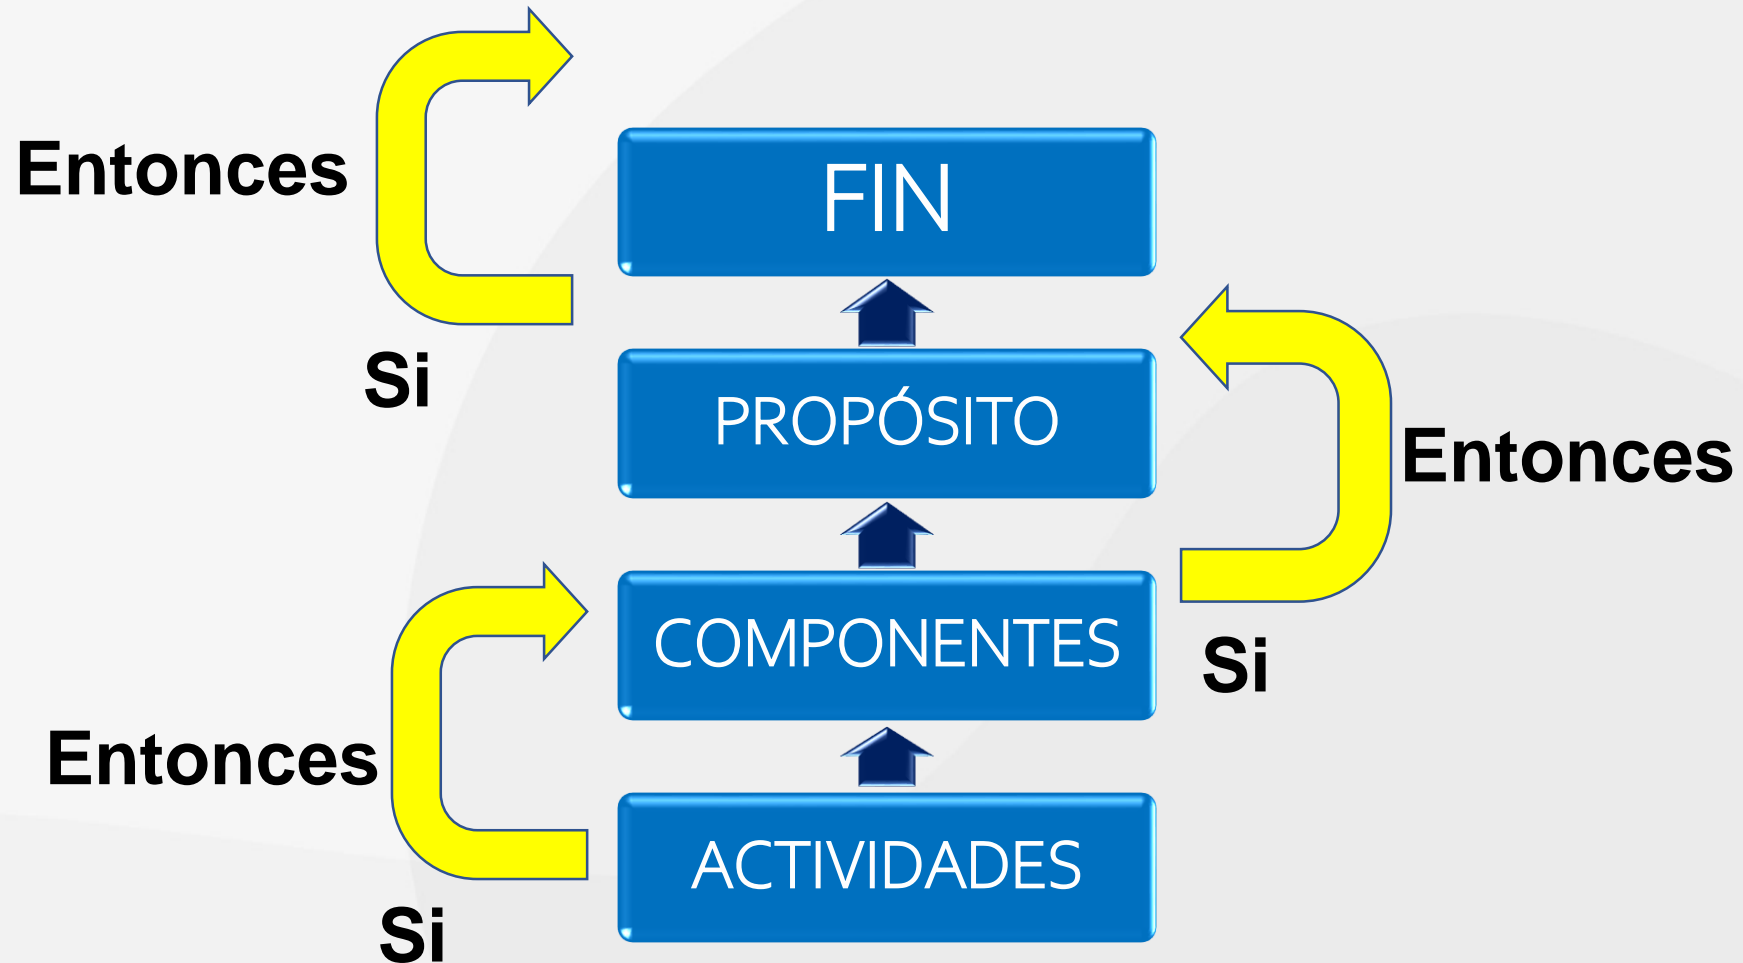 Entonces
FIN
Si
PROPÓSITO
Entonces
COMPONENTES
Si
Entonces
ACTIVIDADES
Si